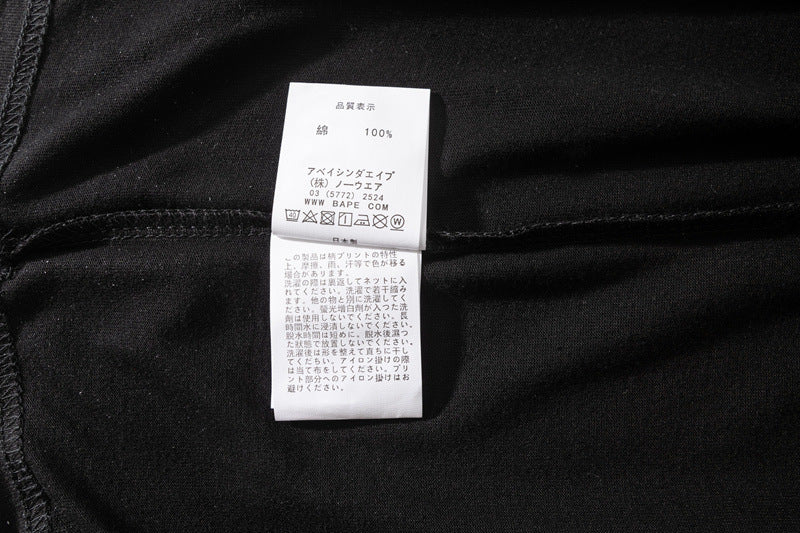 品質表示
綿 100%
アベイシンダエイプ
(株) ノーウエア
03 (5772) 2524
WWW BAPE COM
40
W
日本製
この製品は柄プリントの特性
上、摩擦、雨、汗等で色が移る
場合があります。
洗濯の際は裏返してネットに入
れてください。洗濯で若干縮み
ます。他の物と別に洗濯してく
ださい。蛍光増白剤が入つた洗
剤は使用しないでください。長
時間水に浸漬しないでください。
脱水時間は短めに、脱水後濕つ
た狀態で放置しないでください。
洗濯後は形を整えて直ちに干し
てくだちい。アイロン掛けの際
は当て布をしてください。プリ
ント部分へのアイロン掛けはお
避けください。